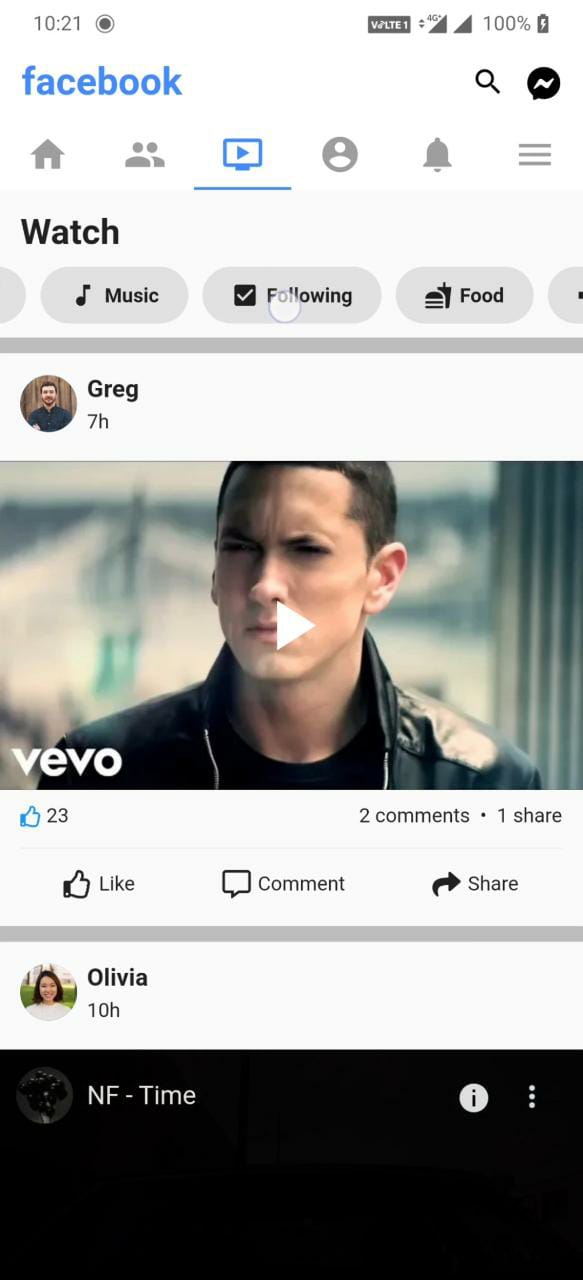 10:21 VoLTE 1 4G+ 100%
facebook
Watch
Music Following Food
Greg
7h
vevo
23 2 comments • 1 share
Like Comment Share
Olivia
10h
NF - Time